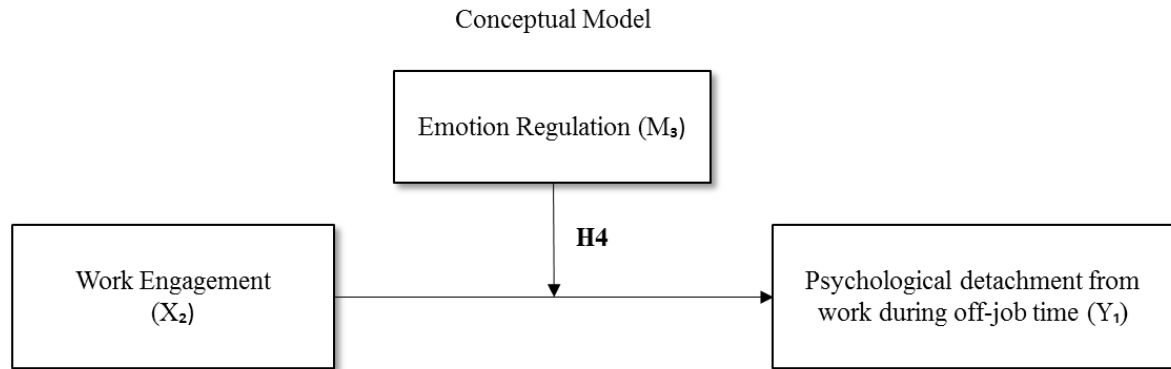 Conceptual Model
Emotion Regulation (M₃)
H4
Work Engagement
(X₂)
Psychological detachment from
work during off-job time (Y₁)